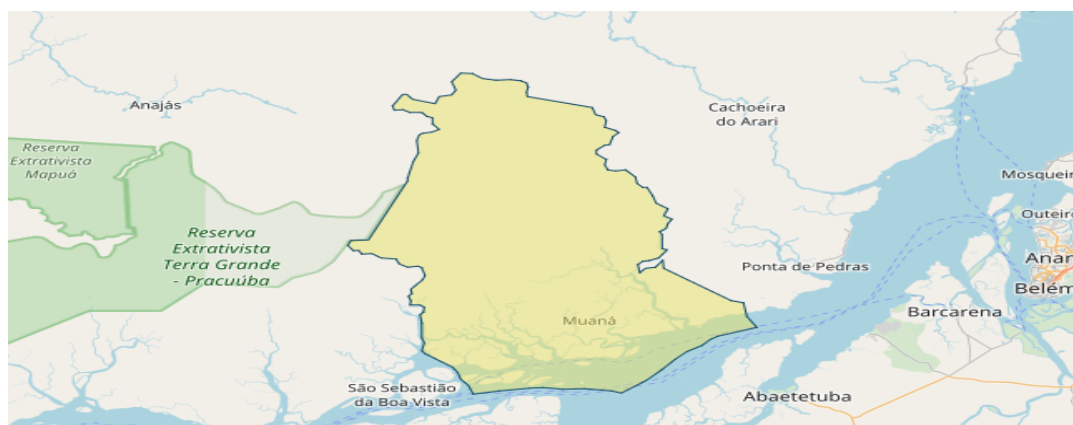 Anajás
Cachoeira
do Arari
Reserva
Extrativista
Mapuá
Mosqueir
Outeiro
Reserva
Extrativista
Terra Grande
- Pracuúba
Anan
Ponta de Pedras
Belém
Barcarena
Muaná
São Sebastião
da Boa Vista
Abaetetuba